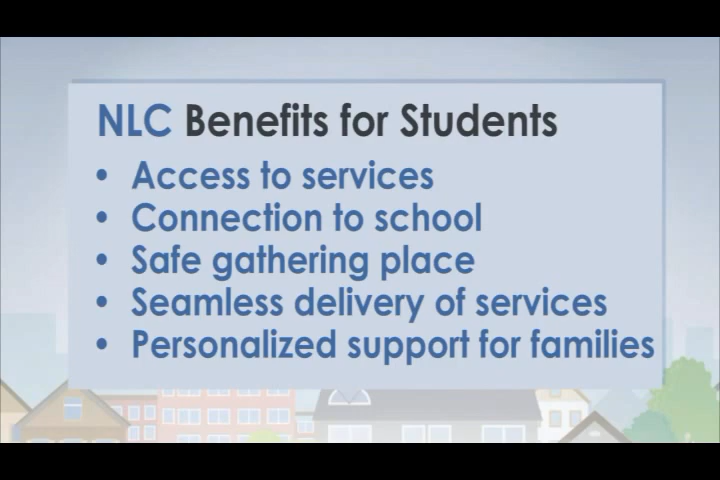 NLC Benefits for Students
• Access to services
• Connection to school
• Safe gathering place
• Seamless delivery of services
• Personalized support for families